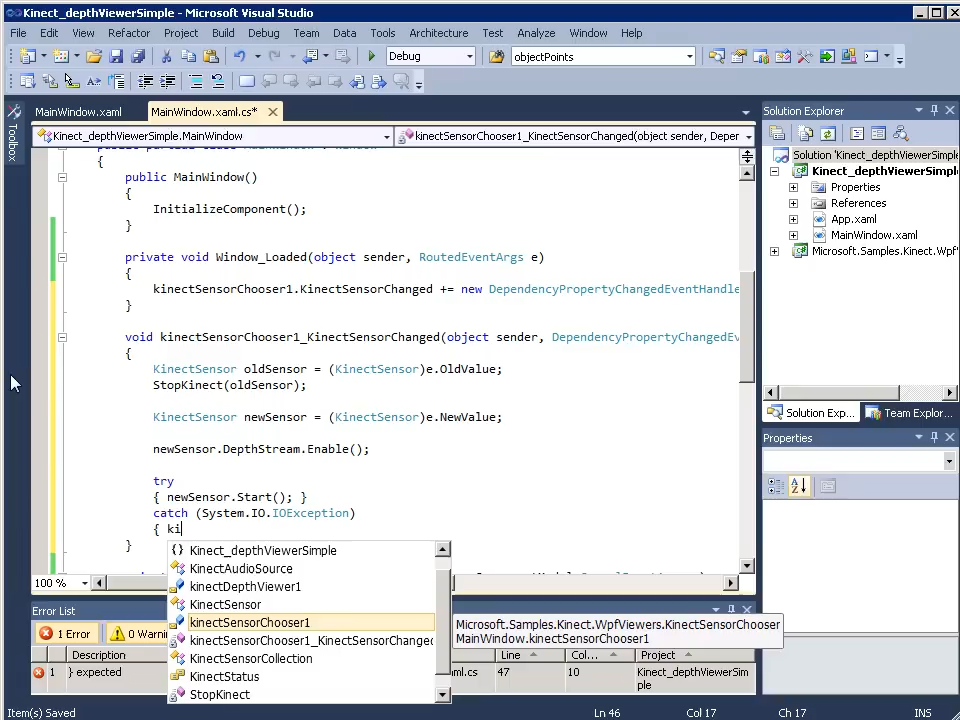 Kinect_depthViewerSimple - Microsoft Visual Studio
File Edit View Refactor Project Build Debug Team Data Tools Architecture Test Analyze Window Help
Debug objectPoints
MainWindow.xaml MainWindow.xaml.cs* Solution Explorer
Toolbox
Kinect_depthViewerSimple.MainWindow kinectSensorChooser1_KinectSensorChanged(object sender, Deper
{
public MainWindow()
{
InitializeComponent();
}
private void Window_Loaded(object sender, RoutedEventArgs e)
{
kinectSensorChooser1.KinectSensorChanged += new DependencyPropertyChangedEventHandle
}
void kinectSensorChooser1_KinectSensorChanged(object sender, DependencyPropertyChangedEv
{
KinectSensor oldSensor = (KinectSensor)e.OldValue;
StopKinect(oldSensor);
KinectSensor newSensor = (KinectSensor)e.NewValue;
newSensor.DepthStream.Enable();
try
{ newSensor.Start(); }
catch (System.IO.IOException)
{ ki
}
Kinect_depthViewerSimple
KinectAudioSource
kinectDepthViewer1
KinectSensor
kinectSensorChooser1
kinectSensorChooser1_KinectSensorChanged
KinectSensorCollection
KinectStatus
StopKinect
Microsoft.Samples.Kinect.WpfViewers.KinectSensorChooser
MainWindow.kinectSensorChooser1
100 %
Solution 'Kinect_depthViewerSimple
Kinect_depthViewerSimpl
Properties
References
App.xaml
MainWindow.xaml
Microsoft.Samples.Kinect.Wpf'
Solution Exp... Team Explor...
Properties
Error List
1 Error 0 Warnin
Description Line Col... Project
1 } expected ml.cs 47 10 Kinect_depthViewerSim
ple
Item(s) Saved Ln 46 Col 17 Ch 17 INS